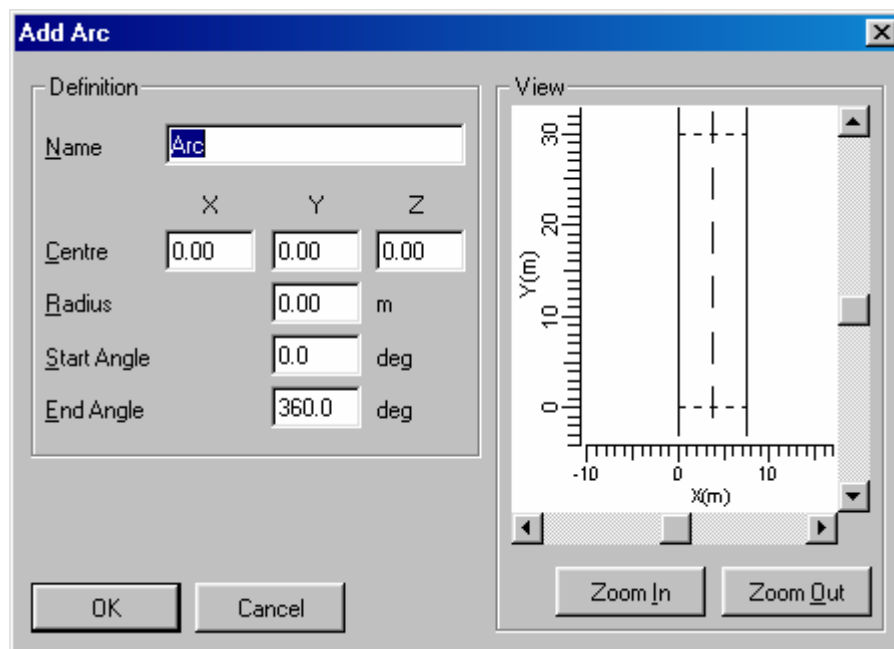 Add Arc
Definition
Name Arc
X Y Z
Centre 0.00 0.00 0.00
Radius 0.00 m
Start Angle 0.0 deg
End Angle 360.0 deg
OK Cancel
View
30
20
10
0
Y(m)
-10 0 10
X(m)
Zoom In Zoom Out